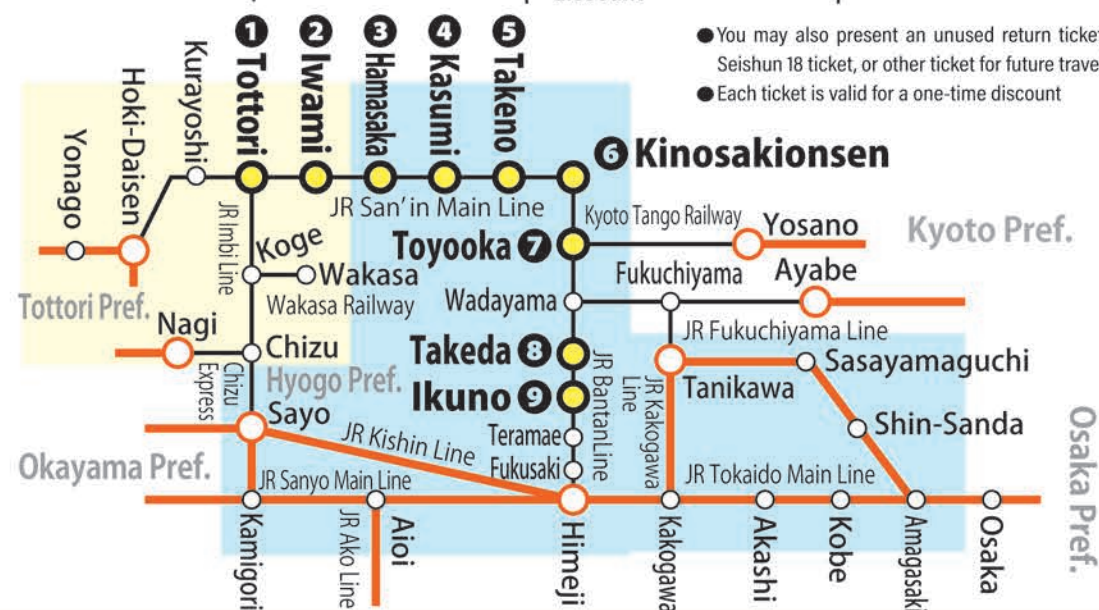 ● You may also present an unused return ticket
Seishun 18 ticket, or other ticket for future trave
● Each ticket is valid for a one-time discount
❶ Tottori
❷ Iwami
❸ Hamasaka
❹ Kasumi
❺ Takeno
❻ Kinosakionsen
Kurayoshi
Hoki-Daisen
Yonago
JR San'in Main Line
JR Imbi Line
Koge
Wakasa
Wakasa Railway
Tottori Pref.
Toyooka ❼
Kyoto Tango Railway
Yosano
Kyoto Pref.
Wadayama
Fukuchiyama
Ayabe
Nagi
Chizu
Chizu
Express
Hyogo Pref.
Takeda ❽
Ikuno ❾
JR Bantan Line
JR Fukuchiyama Line
Tanikawa
Sasayamaguchi
JR Kakogawa
Line
Sayo
JR Kishin Line
Teramae
Fukusaki
Shin-Sanda
Okayama Pref.
JR Sanyo Main Line
JR Tokaido Main Line
Osaka Pref.
Kamigori
JR Ako Line
Aioi
Himeji
Kakogawa
Akashi
Kobe
Amagasaki
Osaka